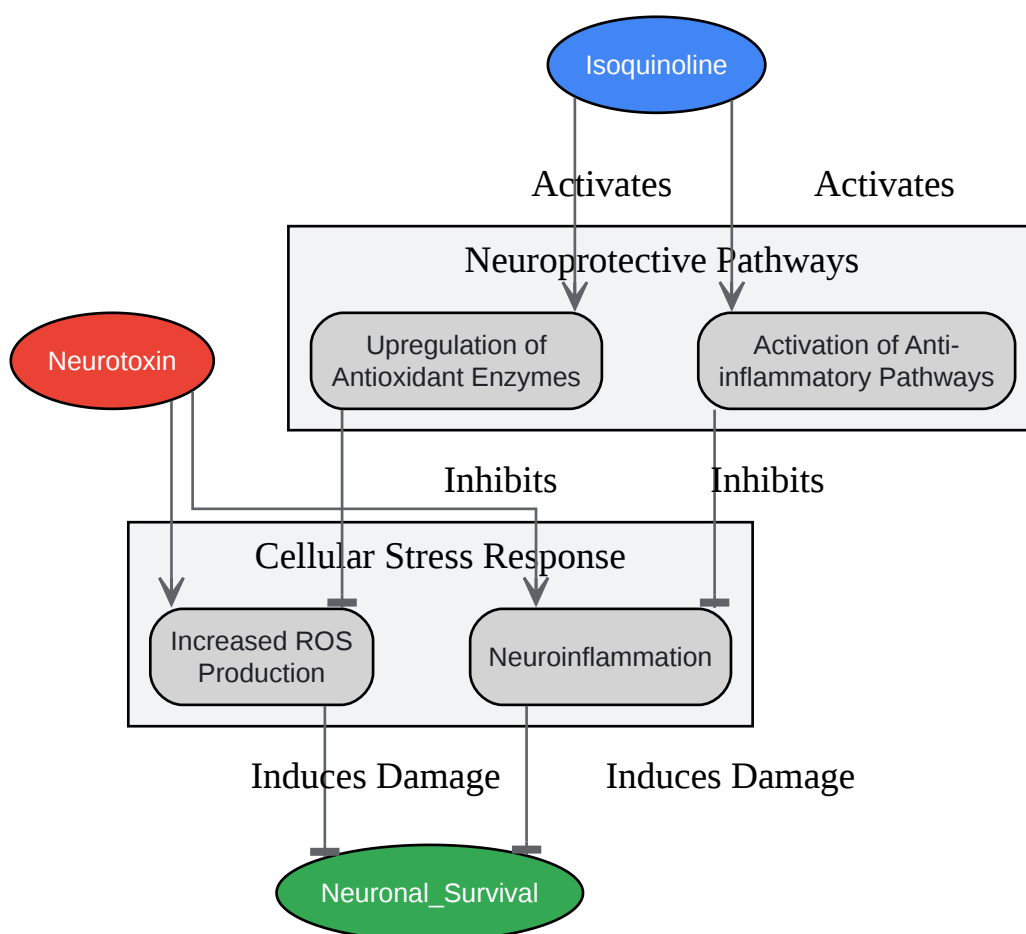 Isoquinoline
Activates
Activates
Neuroprotective Pathways
Neurotoxin
Upregulation of
Antioxidant Enzymes
Activation of Anti-
inflammatory Pathways
Inhibits
Inhibits
Cellular Stress Response
Increased ROS
Production
Neuroinflammation
Induces Damage
Induces Damage
Neuronal_Survival